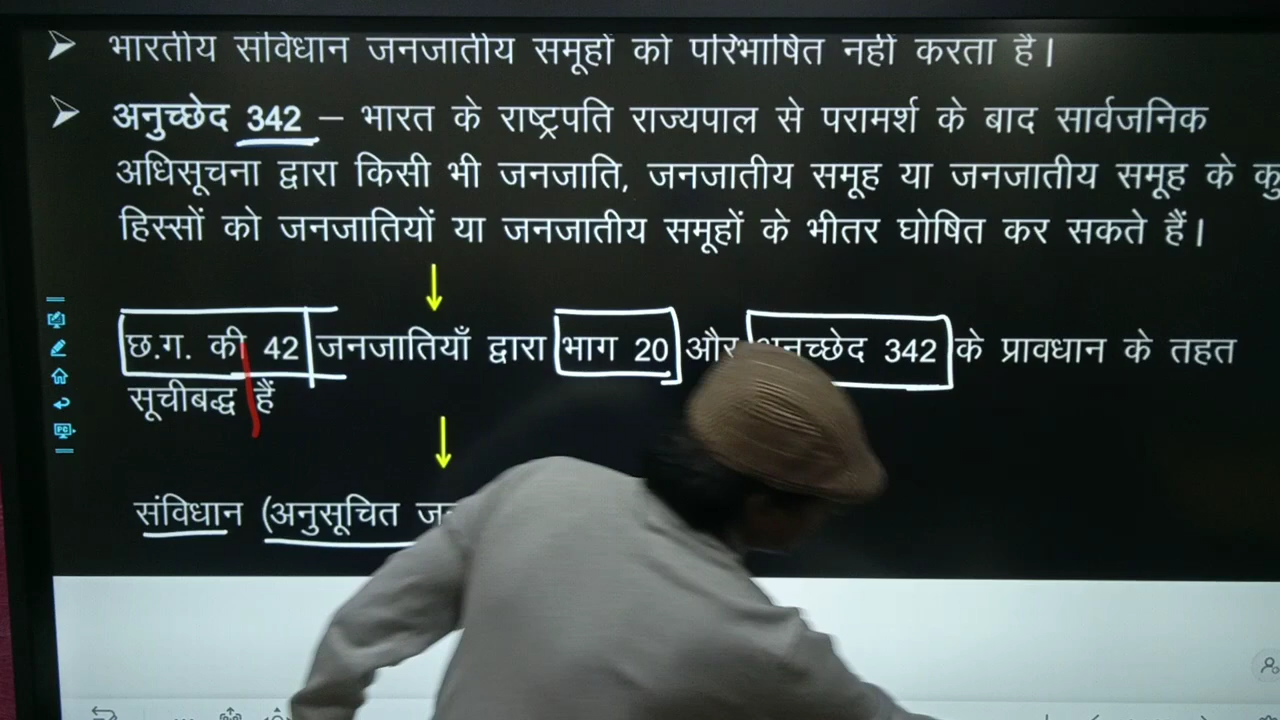 भारतीय संविधान जनजातीय समूहों को परिभाषित नहीं करता है।
अनुच्छेद 342 – भारत के राष्ट्रपति राज्यपाल से परामर्श के बाद सार्वजनिक
अधिसूचना द्वारा किसी भी जनजाति, जनजातीय समूह या जनजातीय समूह के
हिस्सों को जनजातियों या जनजातीय समूहों के भीतर घोषित कर सकते हैं।
छ.ग. की 42 जनजातियाँ द्वारा भाग 20 और अनुच्छेद 342 के प्रावधान के तहत
सूचीबद्ध हैं
संविधान (अनुसूचित